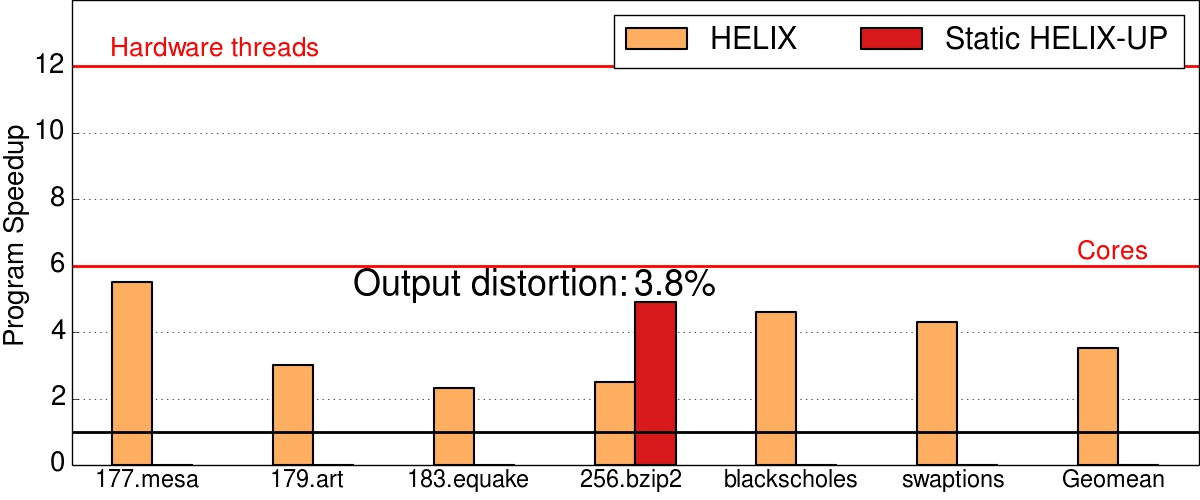 Hardware threads
HELIX
Static HELIX-UP
12
10
8
6
4
2
0
Program Speedup
Cores
Output distortion: 3.8%
177.mesa
179.art
183.equake
256.bzip2
blackscholes
swaptions
Geomean